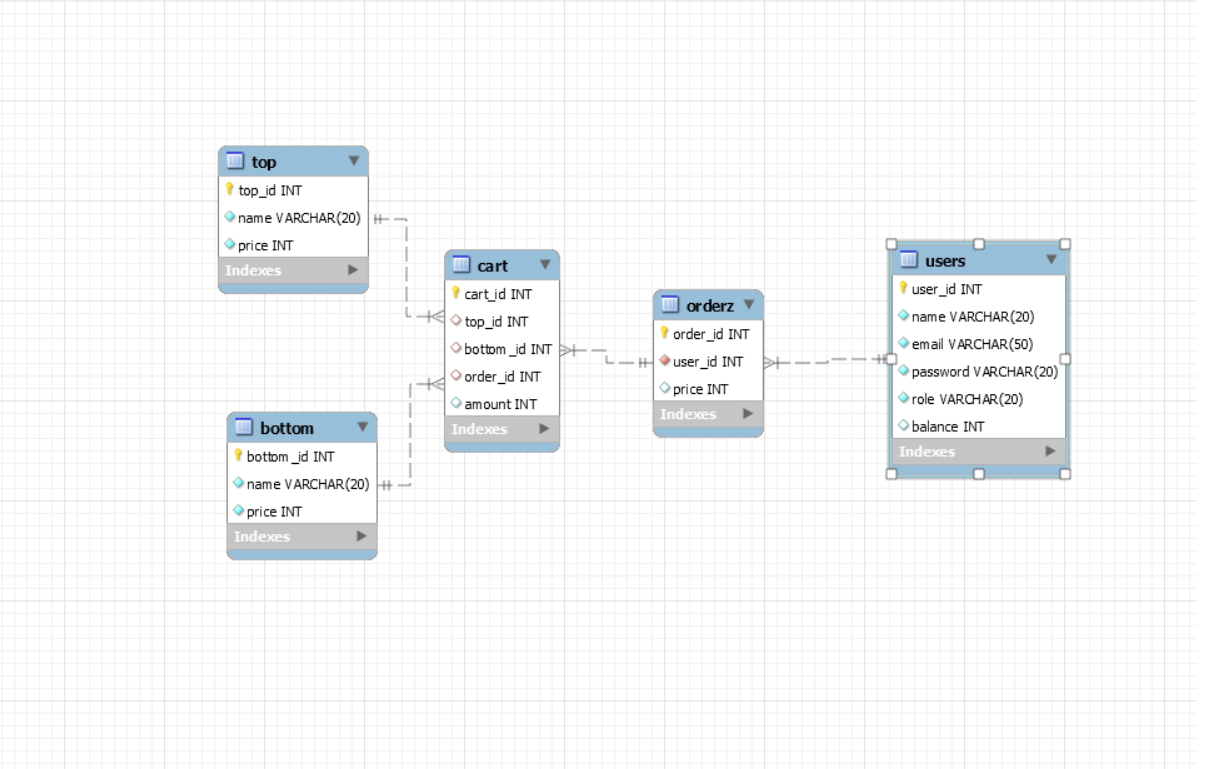 top
top_id INT
name VARCHAR(20)
price INT
Indexes
cart
cart_id INT
top_id INT
bottom_id INT
order_id INT
amount INT
Indexes
bottom
bottom_id INT
name VARCHAR(20)
price INT
Indexes
orderz
order_id INT
user_id INT
price INT
Indexes
users
user_id INT
name VARCHAR(20)
email VARCHAR(50)
password VARCHAR(20)
role VARCHAR(20)
balance INT
Indexes